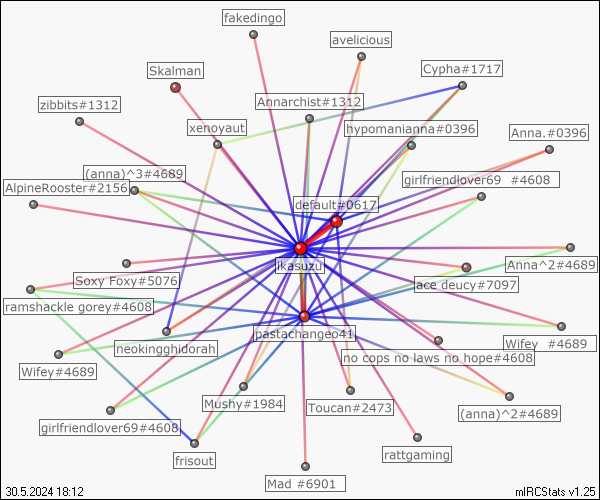 fakedingo
avelicious
Skalman
Cypha#1717
zibbits#1312
Annarchist#1312
xenoyaut
hypomanianna#0396
Anna.#0396
(anna)^3#4689
girlfriendlover69 #4608
AlpineRooster#2156
default#0617
ikasuzu
Anna^2#4689
Soxy Foxy#5076
ace deucy#7097
ramshackle gorey#4608
pastachangeo41
Wifey #4689
neokingghidorah
no cops no laws no hope#4608
Wifey#4689
Mushy#1984
Toucan#2473
(anna)^2#4689
girlfriendlover69#4608
frisout
rattgaming
Mad #6901
30.5.2024 18:12
mIRCStats v1.25